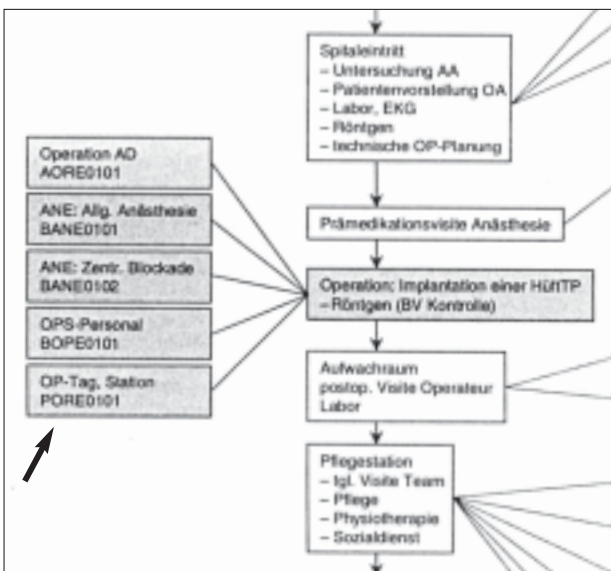 Spitaleintritt
– Untersuchung AA
– Patientenvorstellung OA
– Labor, EKG
– Röntgen
– technische OP-Planung
Prämedikationsvisite Anästhesie
Operation AD
AORE0101
ANE: Allg. Anästhesie
BANE0101
ANE: Zentr. Blockade
BANE0102
OPS-Personal
BOPE0101
OP-Tag, Station
PORE0101
Operation: Implantation einer HüftTP
–Röntgen (BV Kontrolle)
Aufwachraum
postop. Visite Operateur
Labor
Pflegestation
– tgl. Visite Team
– Pflege
– Physiotherapie
– Sozialdienst